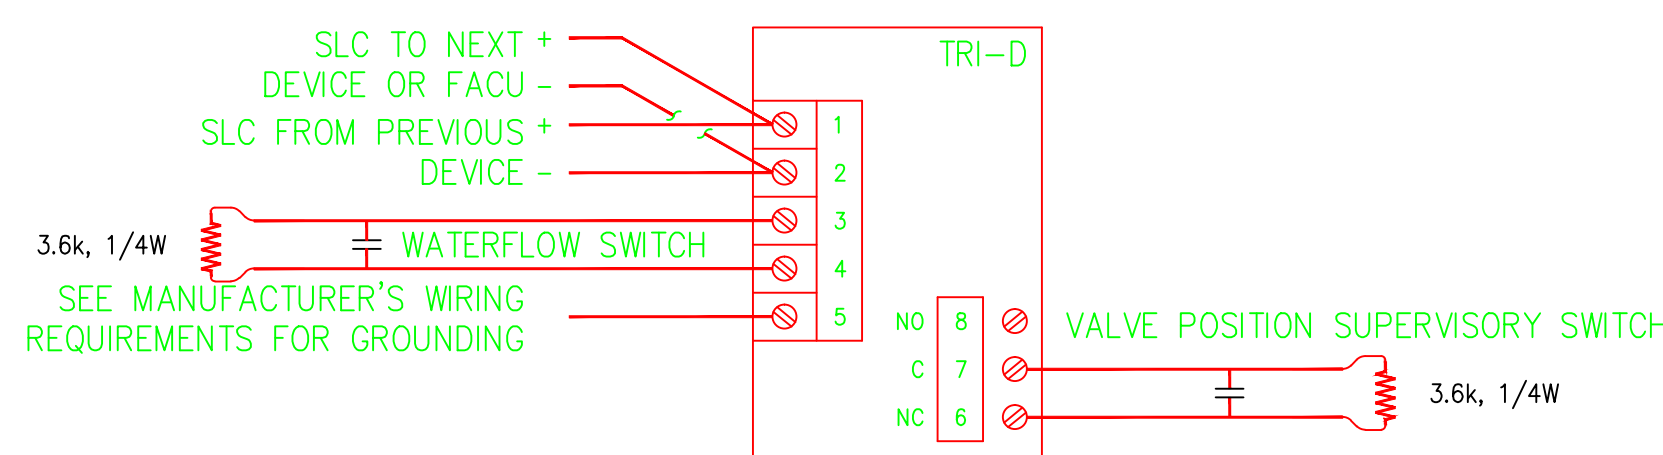 SLC TO NEXT +
DEVICE OR FACU -
SLC FROM PREVIOUS +
DEVICE -
TRI-D
1
2
3
4
5
3.6k, 1/4W
WATERFLOW SWITCH
SEE MANUFACTURER'S WIRING
REQUIREMENTS FOR GROUNDING
NO 8
C 7
NC 6
VALVE POSITION SUPERVISORY SWITCH
3.6k, 1/4W